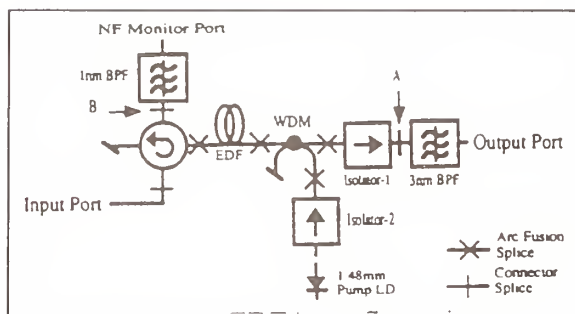 NF Monitor Port
1nm BPF
A
B
WDM
EDF
Output Port
Isolator-1
3nm BPF
Input Port
Isolator-2
Arc Fusion
Splice
Connector
Splice
1.48mm
Pump LD